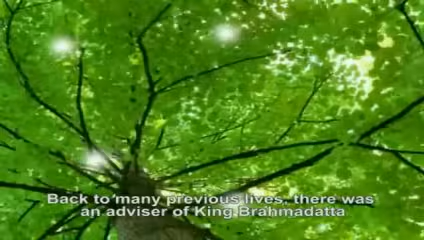 Back to many previous lives, there was
an adviser of King Brahmadatta